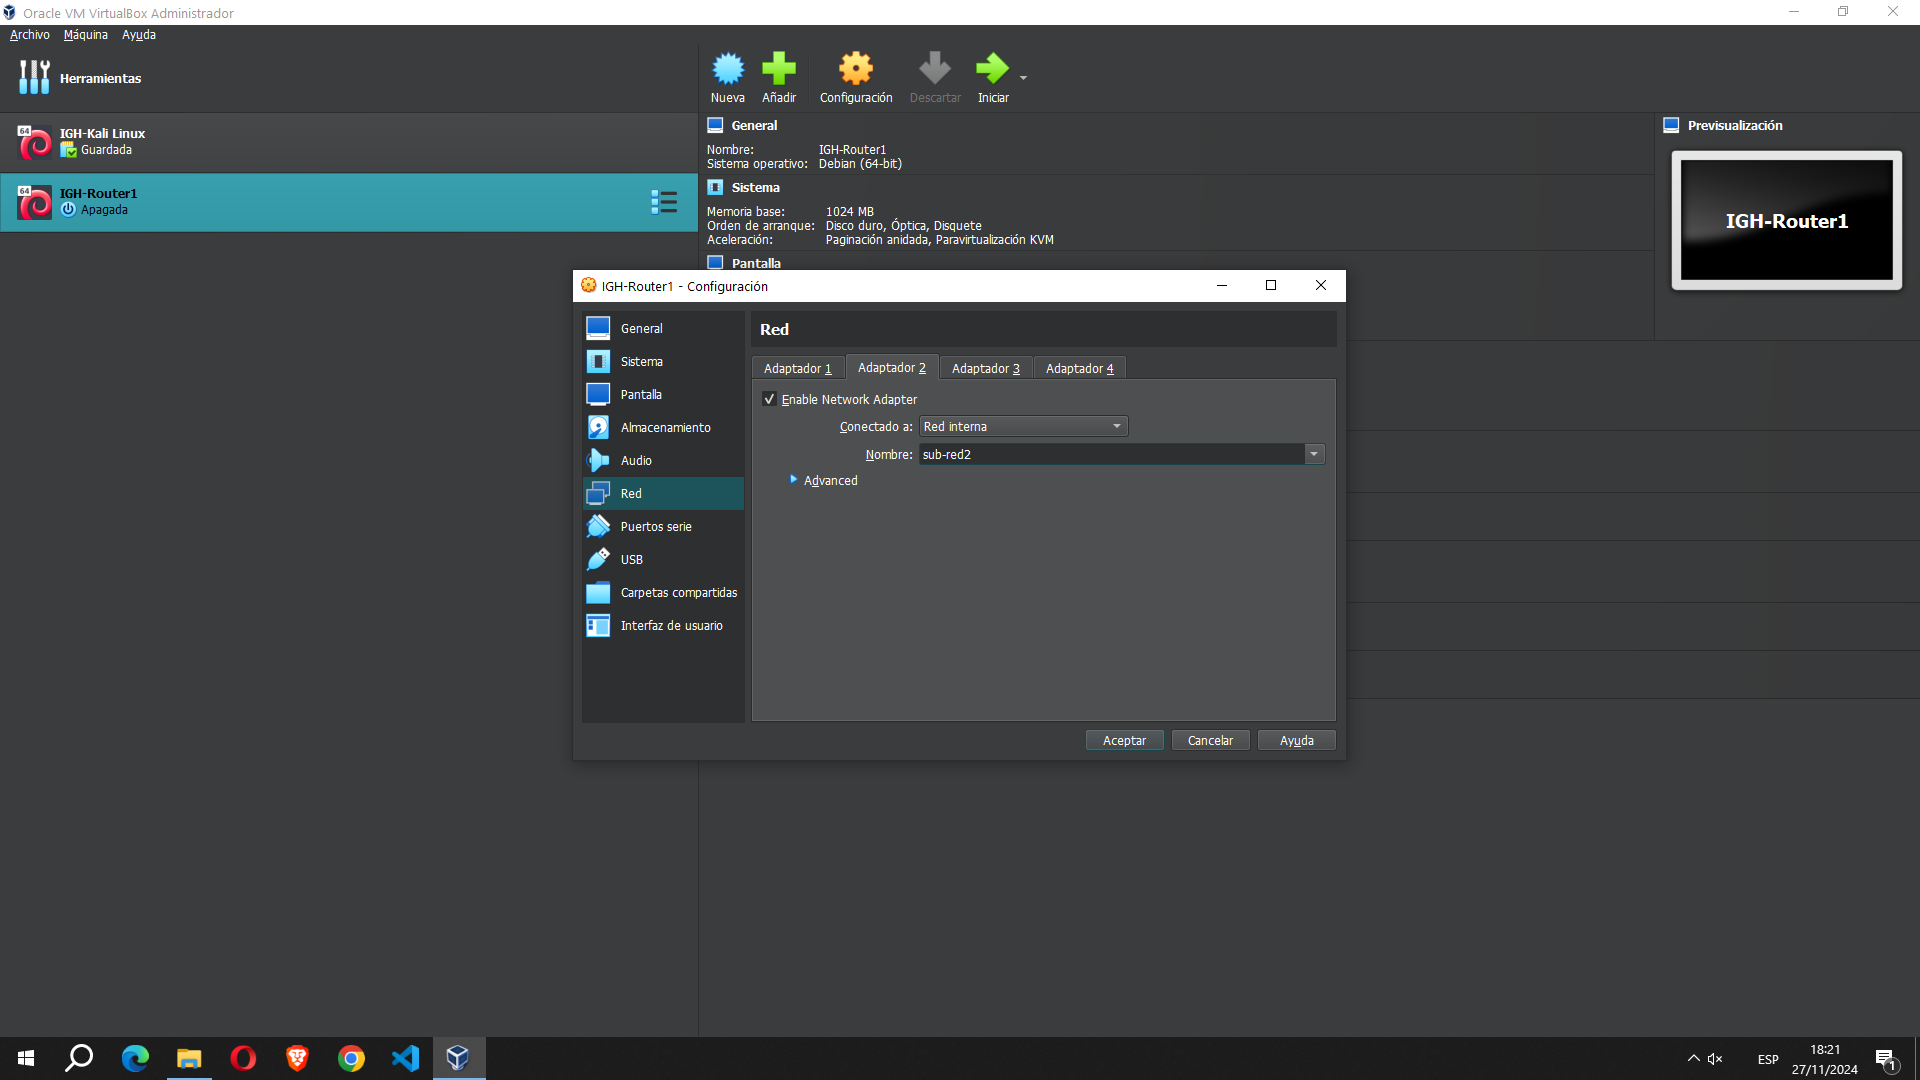 Oracle VM VirtualBox Administrador
Archivo Máquina Ayuda
Herramientas
Nueva Añadir Configuración Descartar Iniciar
64
IGH-Kali Linux
Guardada
64
IGH-Router1
Apagada
General
Nombre: IGH-Router1
Sistema operativo: Debian (64-bit)
Sistema
Memoria base: 1024 MB
Orden de arranque: Disco duro, Óptica, Disquete
Aceleración: Paginación anidada, Paravirtualización KVM
Pantalla
Previsualización
IGH-Router1
IGH-Router1 - Configuración
General
Sistema
Pantalla
Almacenamiento
Audio
Red
Puertos serie
USB
Carpetas compartidas
Interfaz de usuario
Red
Adaptador 1 Adaptador 2 Adaptador 3 Adaptador 4
Enable Network Adapter
Conectado a: Red interna
Nombre: sub-red2
Advanced
Aceptar Cancelar Ayuda
ESP
18:21
27/11/2024
1